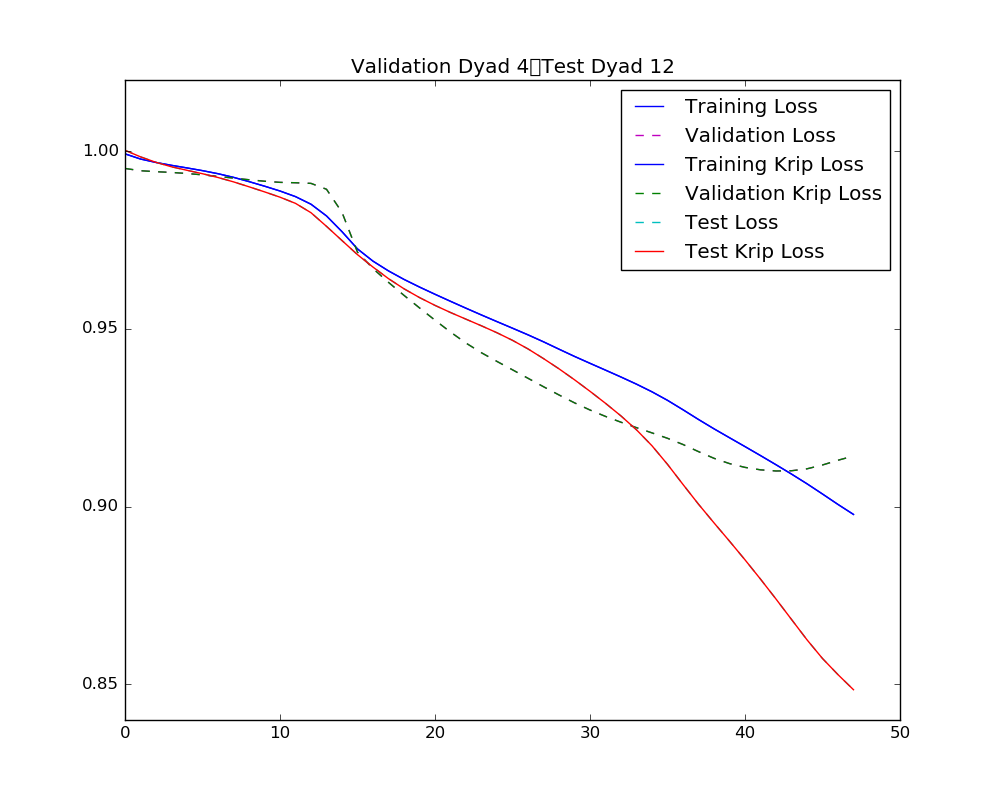 Validation Dyad 4□Test Dyad 12
Training Loss
Validation Loss
Training Krip Loss
Validation Krip Loss
Test Loss
Test Krip Loss
1.00
0.95
0.90
0.85
0
10
20
30
40
50